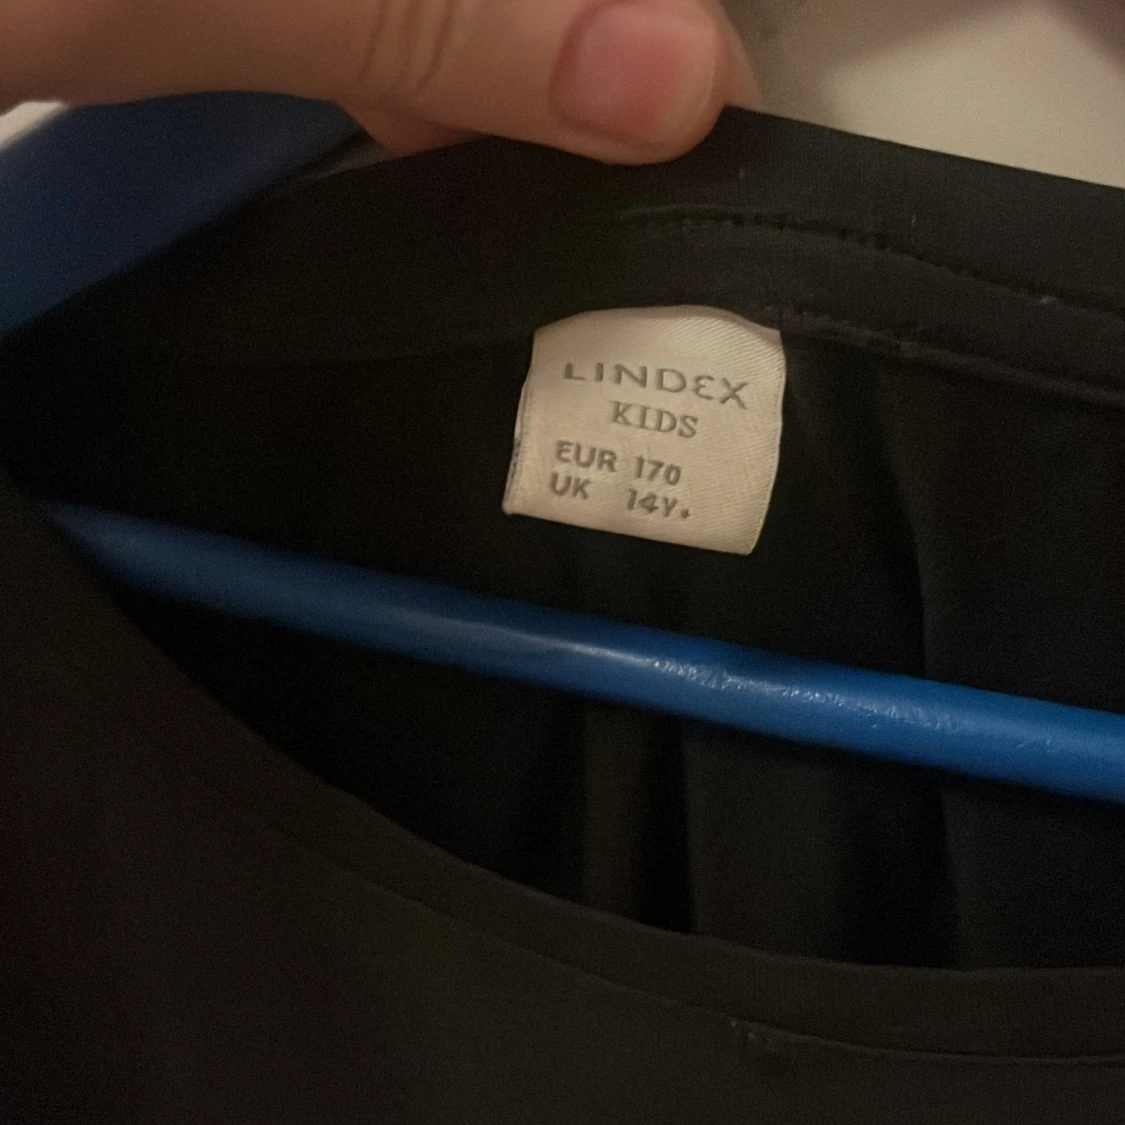 LINDEX
KIDS
EUR 170
UK 14Y+